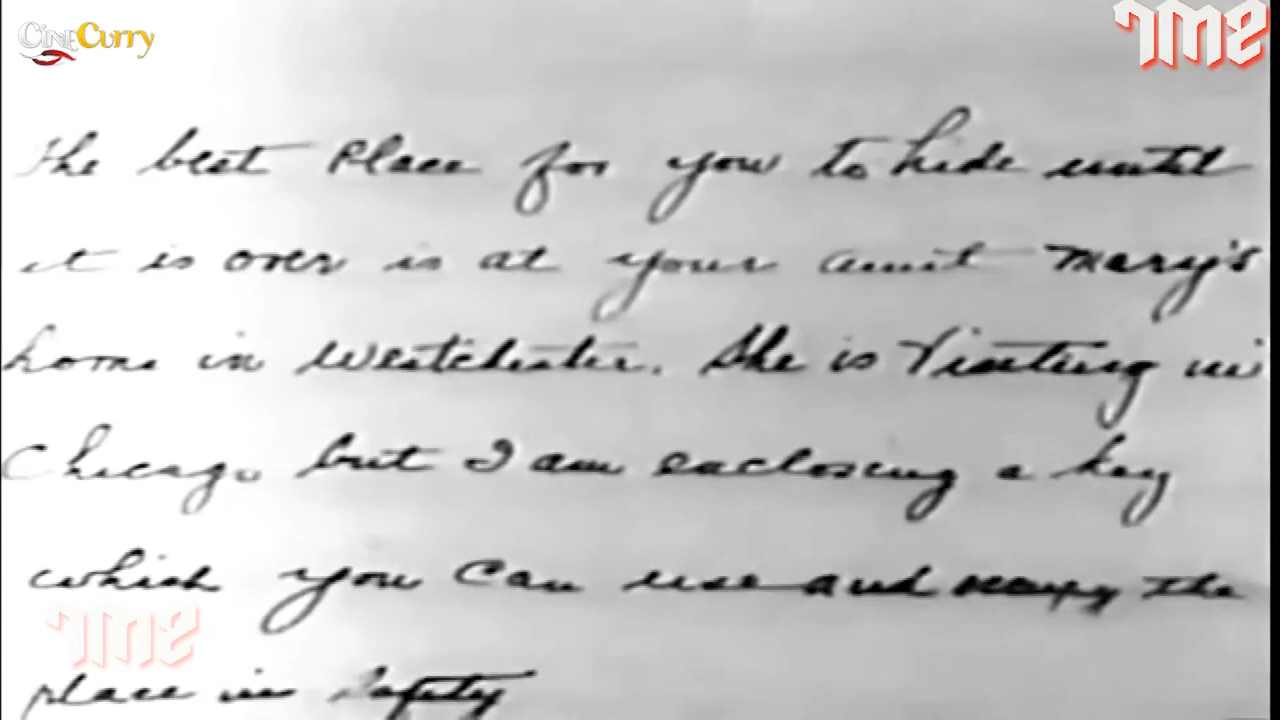 CineCurry
The best Place for you to hide until
it is over is at your aunt Mary's
home in Westchester. She is Visiting in
Chicago but I am enclosing a key
which you can use and occupy the
place in Safety